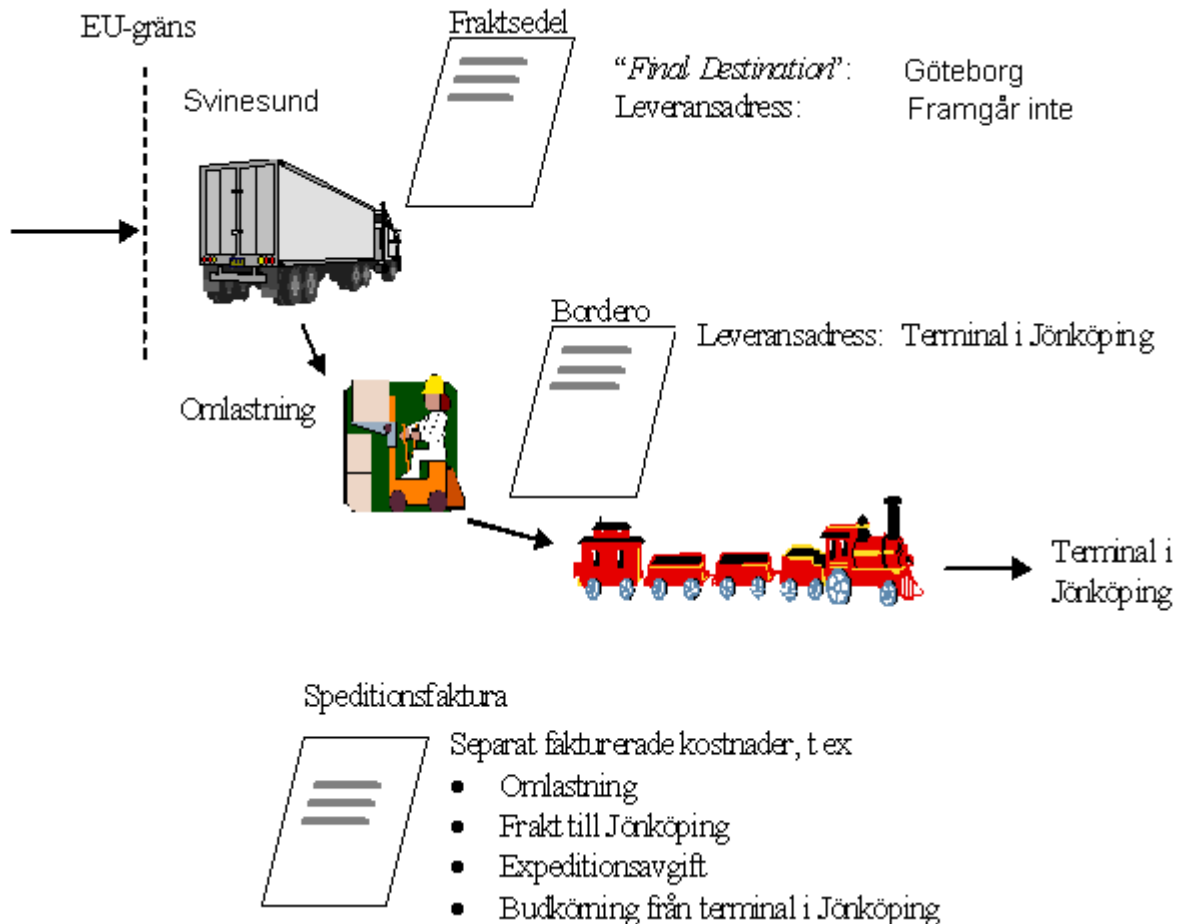 EU-gräns
Fraktsedel
"Final Destination": Göteborg
Leveransadress: Framgår inte
Svinesund
Bordero
Leveransadress: Terminal i Jönköping
Omlastning
Terminal i
Jönköping
Speditionsfaktura
Separat fakturerade kostnader, t ex
• Omlastning
• Frakt till Jönköping
• Expeditionsavgift
• Budkörning från terminal i Jönköping